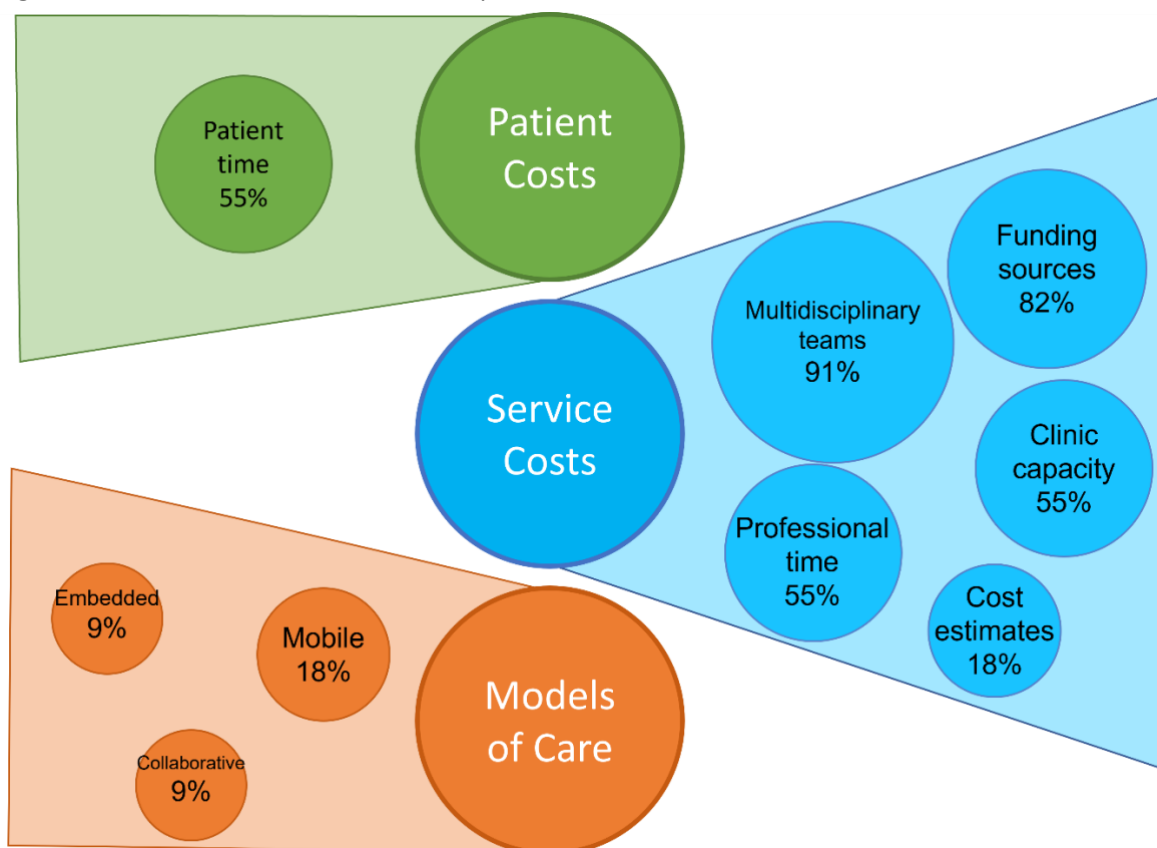 Patient
time
55%
Patient
Costs
Service
Costs
Multidisciplinary
teams
91%
Funding
sources
82%
Clinic
capacity
55%
Professional
time
55%
Cost
estimates
18%
Models
of Care
Embedded
9%
Mobile
18%
Collaborative
9%